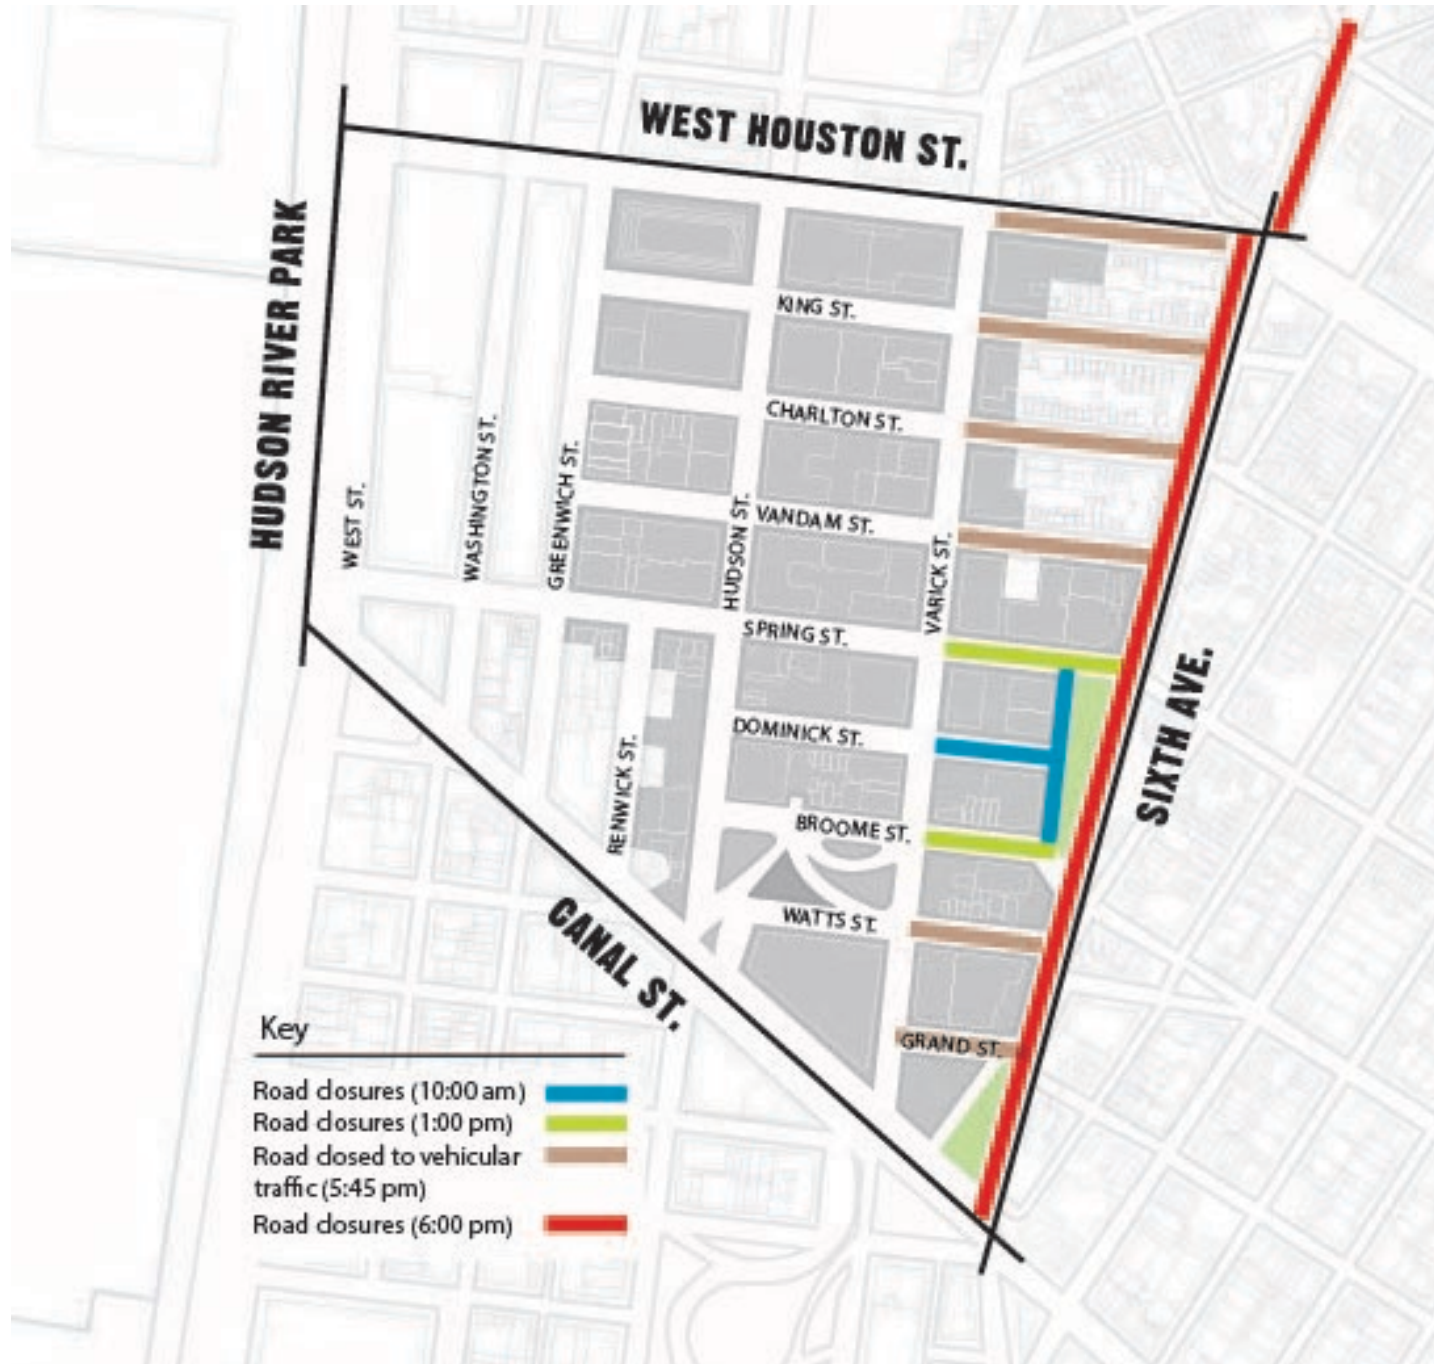 WEST HOUSTON ST.
HUDSON RIVER PARK
KING ST.
CHARLTON ST.
WEST ST.
WASHINGTON ST.
GREENWICH ST.
HUDSON ST.
VANDAM ST.
VARICK ST.
SPRING ST.
SIXTH AVE.
DOMINICK ST.
RENWICK ST.
BROOME ST.
WATTS ST.
CANAL ST.
GRAND ST.
Key
Road closures (10:00 am)
Road closures (1:00 pm)
Road closed to vehicular
traffic (5:45 pm)
Road closures (6:00 pm)